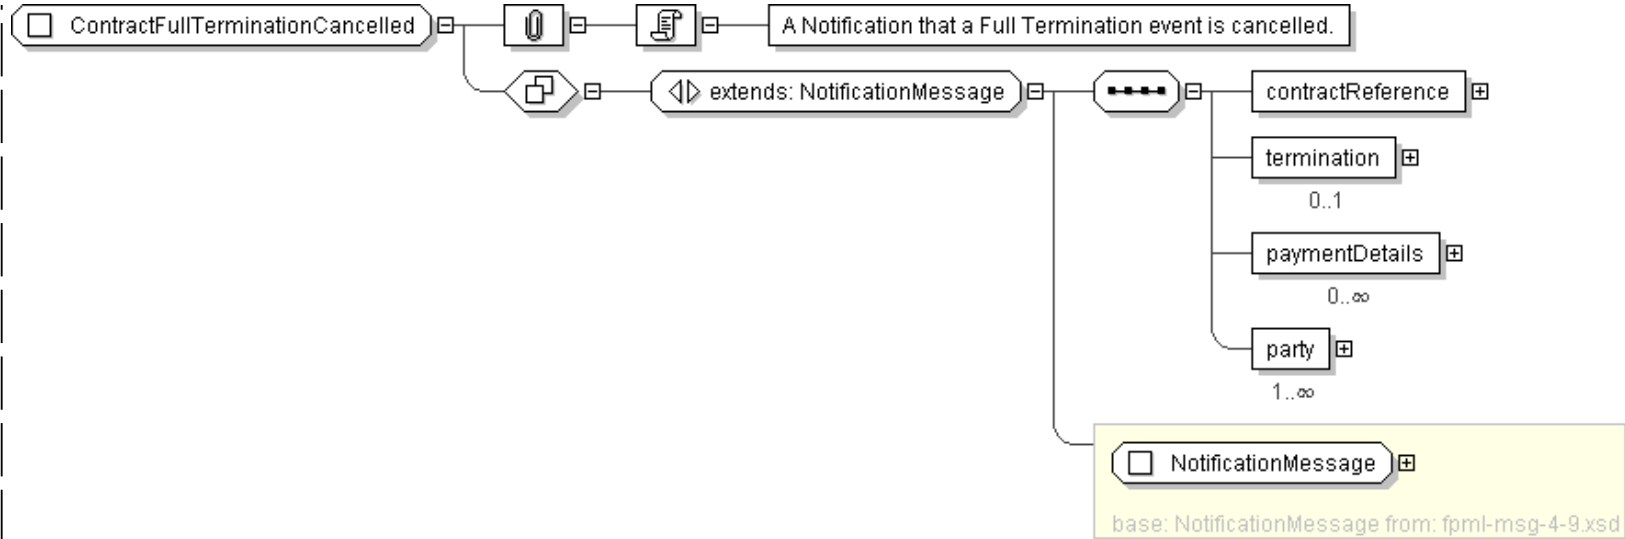 ContractFullTerminationCancelled
A Notification that a Full Termination event is cancelled.
extends: NotificationMessage
contractReference
termination
0..1
paymentDetails
0..∞
party
1..∞
NotificationMessage
base: NotificationMessage from: fpml-msg-4-9.xsd